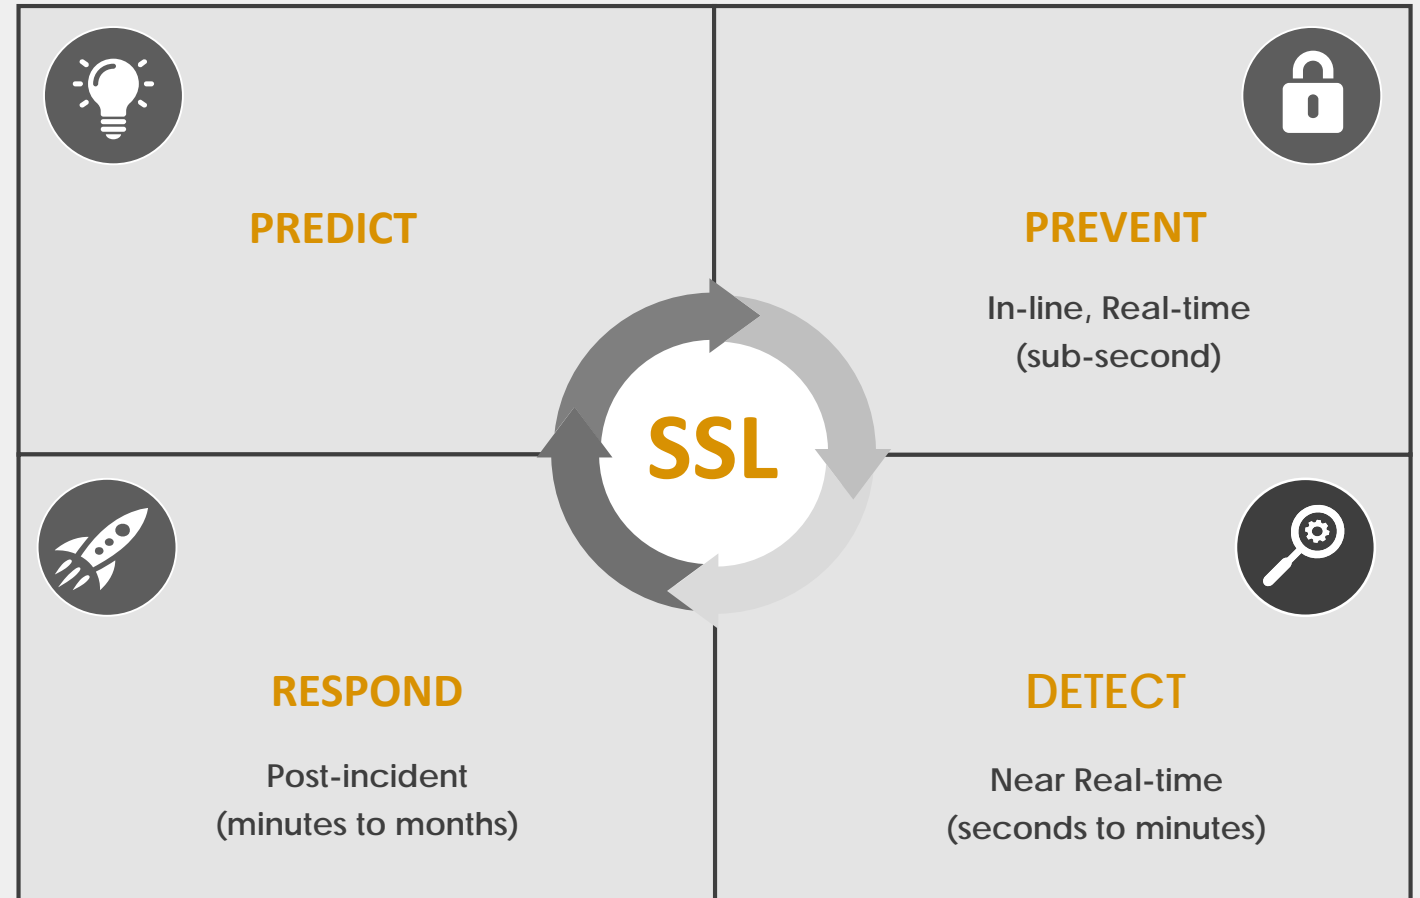 PREDICT
PREVENT
In-line, Real-time
(sub-second)
SSL
RESPOND
Post-incident
(minutes to months)
DETECT
Near Real-time
(seconds to minutes)